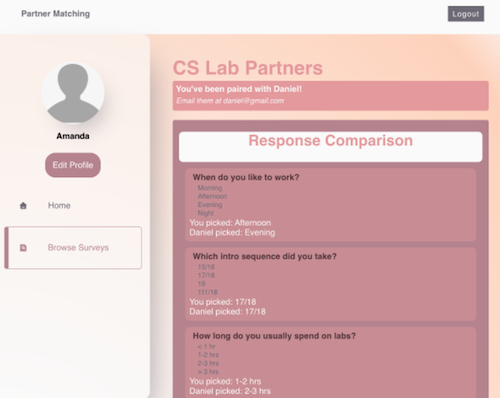 Partner Matching
Logout
Amanda
Edit Profile
Home
Browse Surveys
CS Lab Partners
You've been paired with Daniel!
Email them at daniel@gmail.com
Response Comparison
When do you like to work?
Morning
Afternoon
Evening
Night
You picked: Afternoon
Daniel picked: Evening
Which intro sequence did you take?
15/16
17/18
19
111/18
You picked: 17/18
Daniel picked: 17/18
How long do you usually spend on labs?
< 1 hr
1-2 hrs
2-3 hrs
> 3 hrs
You picked: 1-2 hrs
Daniel picked: 2-3 hrs